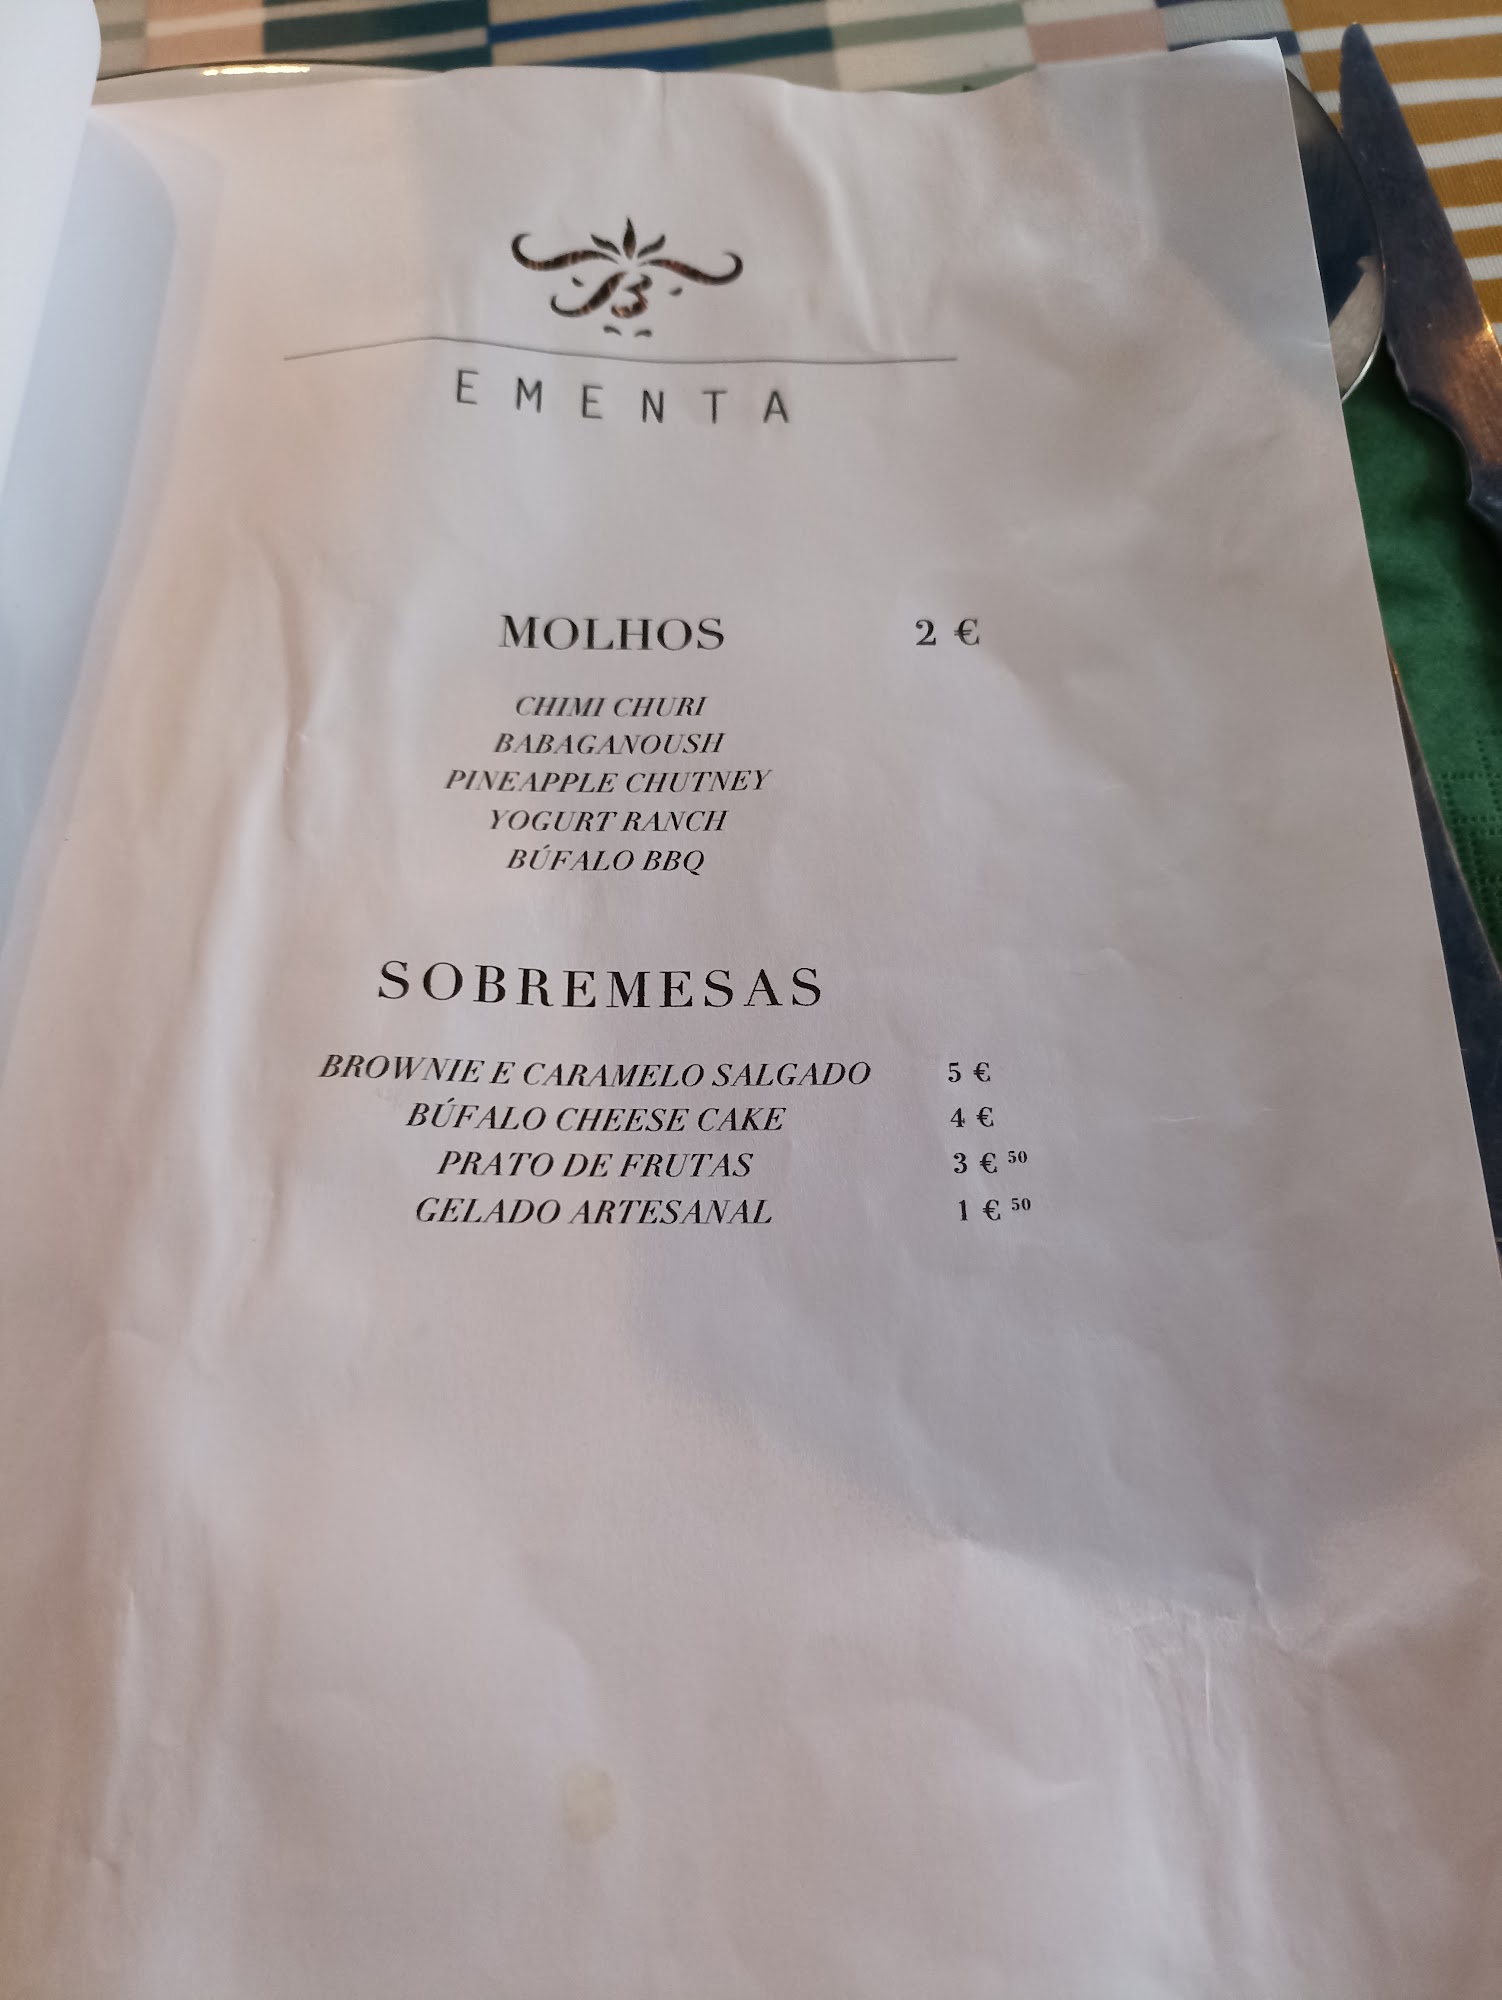 EMENTA
MOLHOS 2 €
CHIMI CHURI
BABAGANOUSH
PINEAPPLE CHUTNEY
YOGURT RANCH
BÚFALO BBQ
SOBREMESAS
BROWNIE E CARAMELO SALGADO 5 €
BÚFALO CHEESE CAKE 4 €
PRATO DE FRUTAS 3 € 50
GELADO ARTESANAL 1 € 50